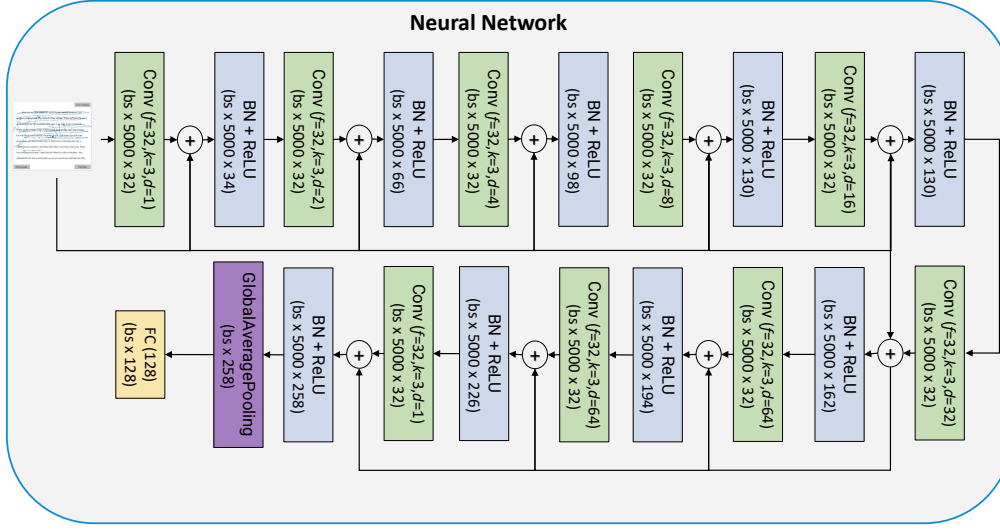 Neural Network
Conv (f=32,k=3,d=1)
(bs x 5000 x 32)
+
BN + ReLU
(bs x 5000 x 34)
Conv (f=32,k=3,d=2)
(bs x 5000 x 32)
+
BN + ReLU
(bs x 5000 x 66)
Conv (f=32,k=3,d=4)
(bs x 5000 x 32)
+
BN + ReLU
(bs x 5000 x 98)
Conv (f=32,k=3,d=8)
(bs x 5000 x 32)
+
BN + ReLU
(bs x 5000 x 130)
Conv (f=32,k=3,d=16)
(bs x 5000 x 32)
+
BN + ReLU
(bs x 5000 x 130)
Conv (f=32,k=3,d=32)
(bs x 5000 x 32)
+
BN + ReLU
(bs x 5000 x 162)
Conv (f=32,k=3,d=64)
(bs x 5000 x 32)
+
BN + ReLU
(bs x 5000 x 194)
Conv (f=32,k=3,d=64)
(bs x 5000 x 32)
+
BN + ReLU
(bs x 5000 x 226)
Conv (f=32,k=3,d=1)
(bs x 5000 x 32)
+
BN + ReLU
(bs x 5000 x 258)
GlobalAveragePooling
(bs x 258)
FC (128)
(bs x 128)